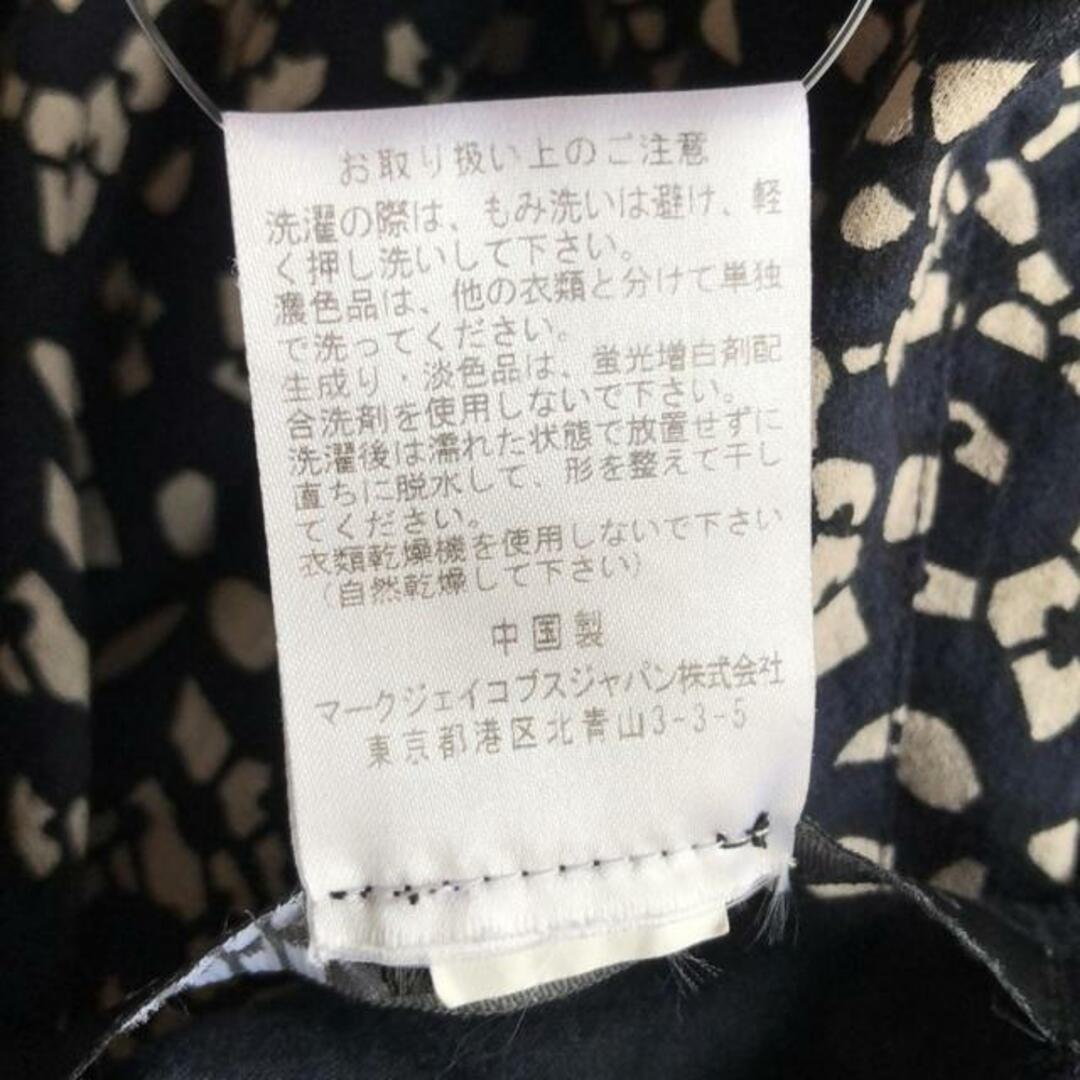 お取り扱い上のご注意
洗濯の際は、もみ洗いは避け、軽
く押し洗いして下さい。
濃色品は、他の衣類と分けて単独
で洗ってください。
生成り・淡色品は、蛍光増白剤配
合洗剤を使用しないで下さい。
洗濯後は濡れた状態で放置せずに
直ちに脱水して、形を整えて干し
てください。
衣類乾燥機を使用しないで下さい
（自然乾燥して下さい）
中国製
マークジェイコブスジャパン株式会社
東京都港区北青山3-3-5